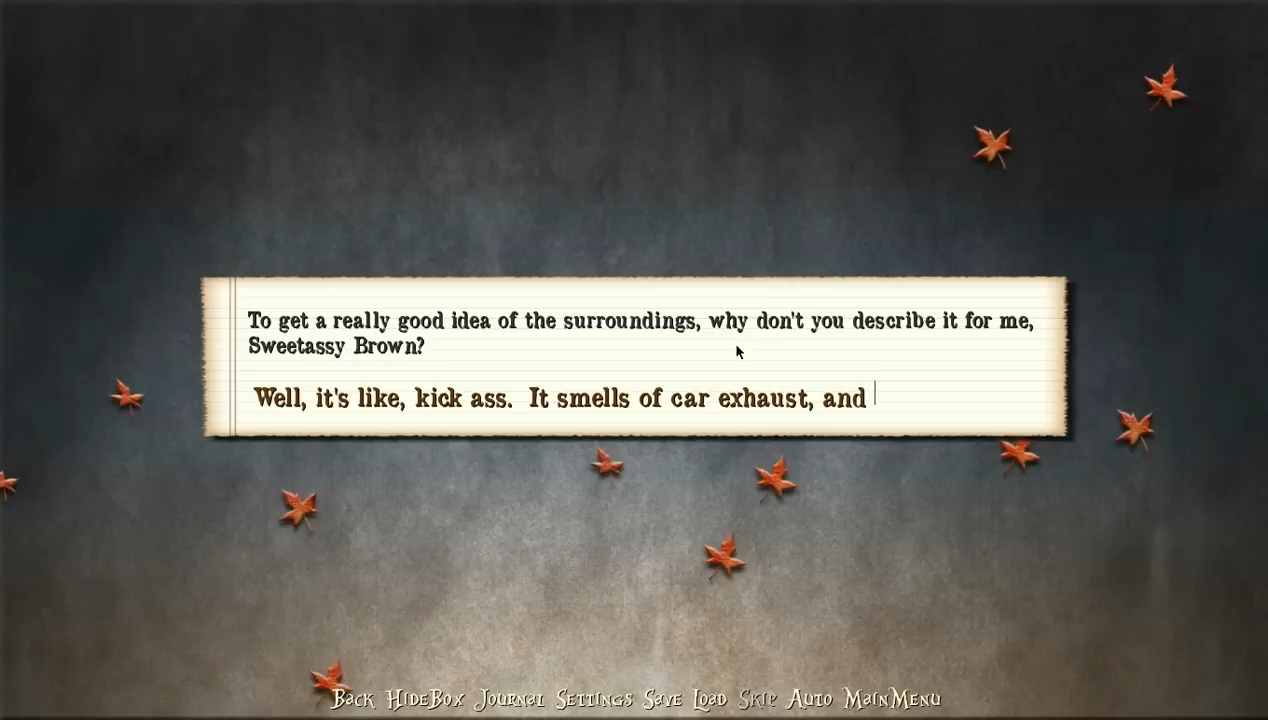 To get a really good idea of the surroundings, why don't you describe it for me,
Sweetassy Brown?
Well, it's like, kick ass.  It smells of car exhaust, and
Back HideBox Journal Settings Save Load Skip Auto MainMenu